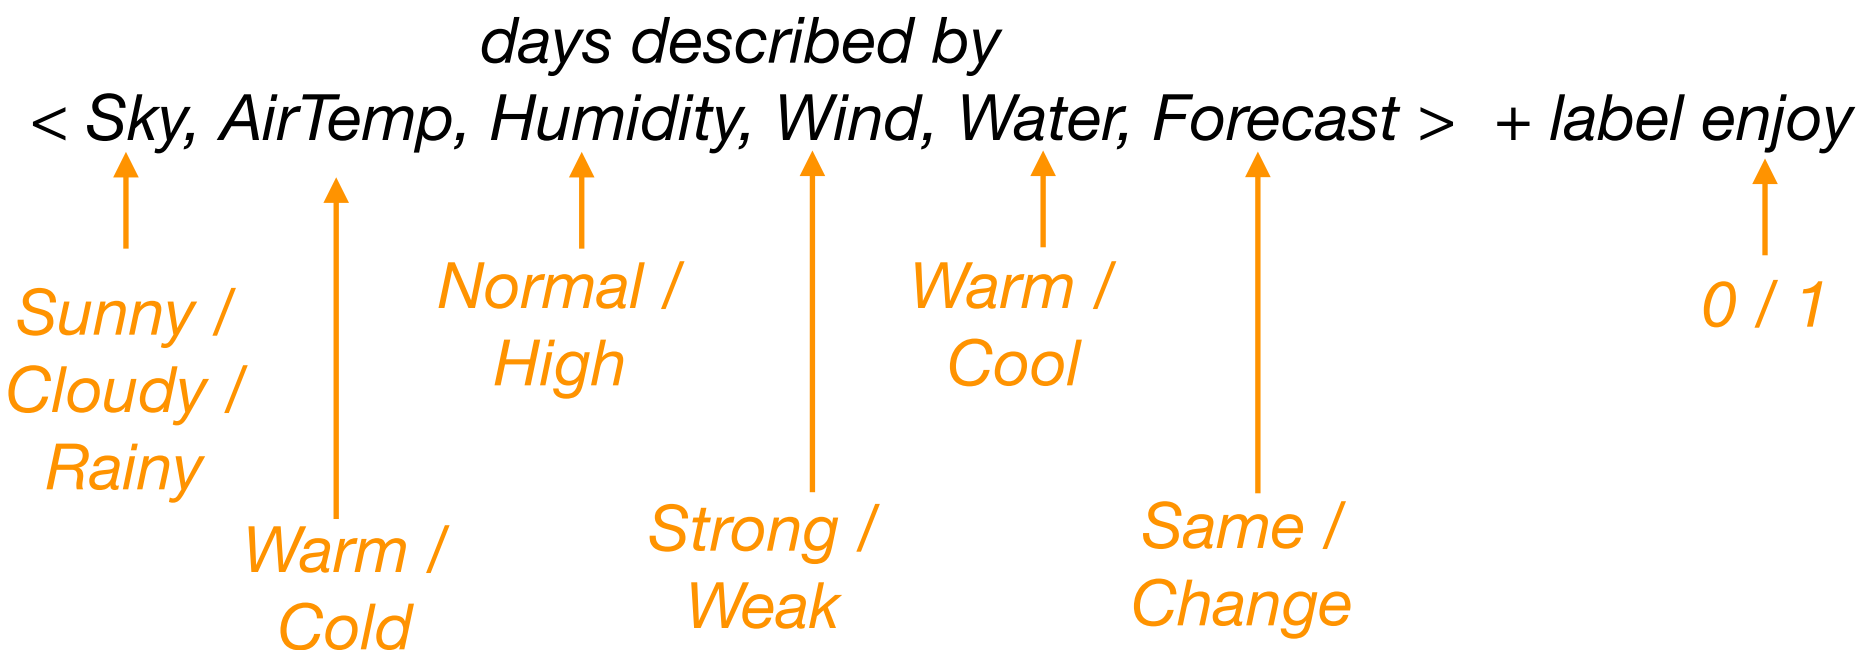 days described by
< Sky, AirTemp, Humidity, Wind, Water, Forecast > + label enjoy
Sunny /
Cloudy /
Rainy
Warm /
Cold
Normal /
High
Strong /
Weak
Warm /
Cool
Same /
Change
0 / 1